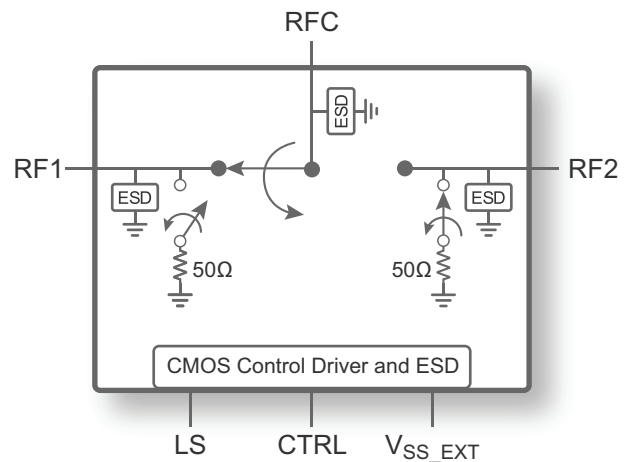 RFC
ESD
RF1
RF2
ESD
ESD
50Ω
50Ω
CMOS Control Driver and ESD
LS
CTRL
VSS_EXT